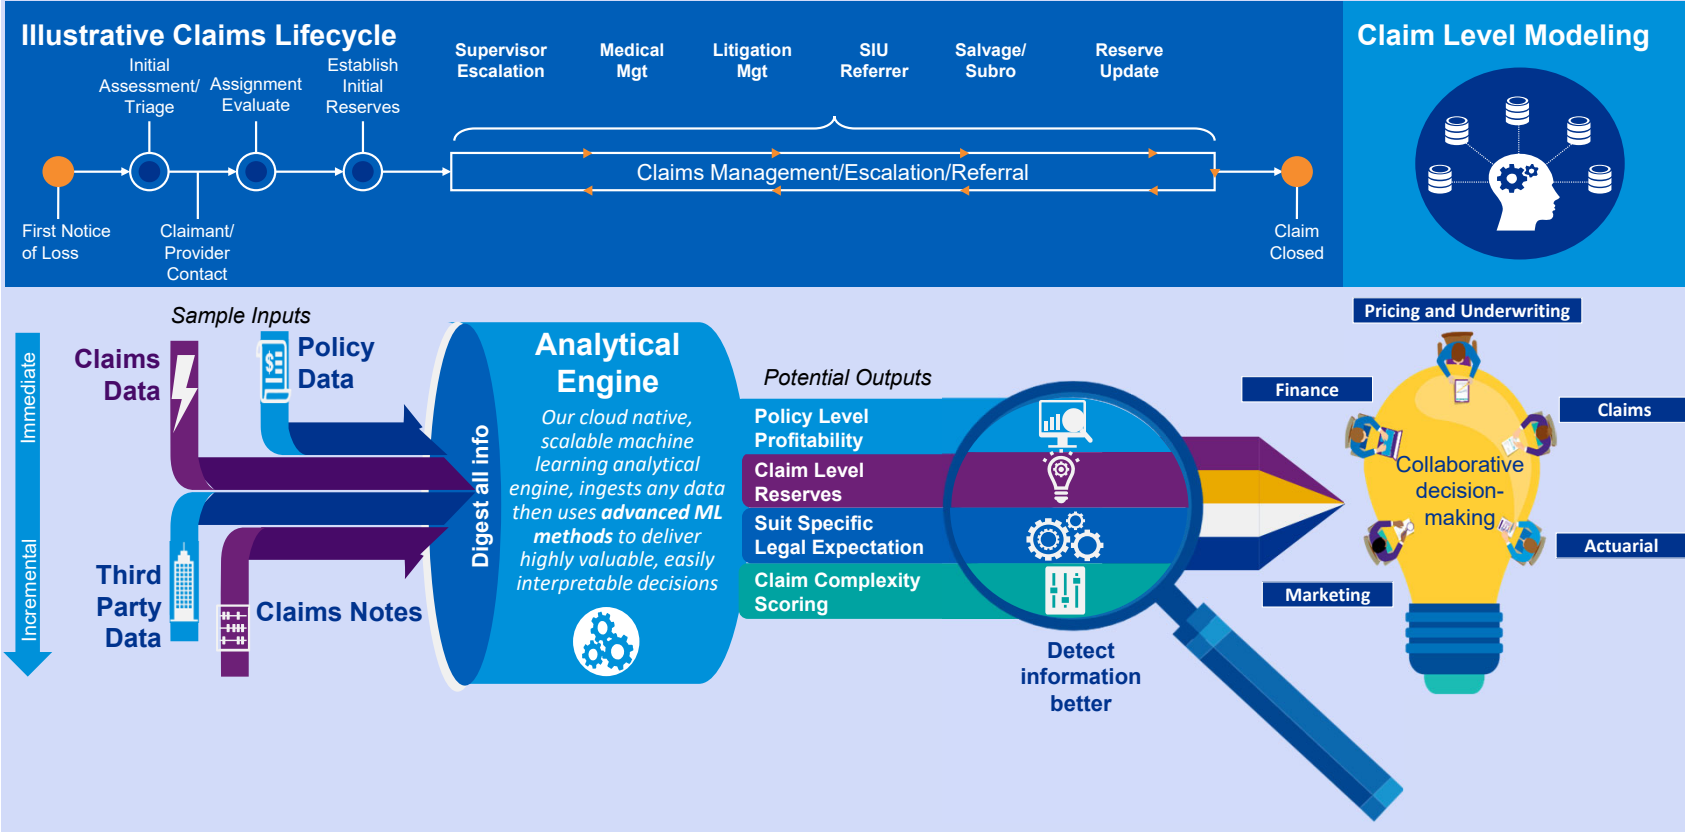 Illustrative Claims Lifecycle
Initial
Assessment/
Triage
Assignment
Evaluate
Establish
Initial
Reserves
Supervisor
Escalation
Medical
Mgt
Litigation
Mgt
SIU
Referrer
Salvage/
Subro
Reserve
Update
Claims Management/Escalation/Referral
First Notice
of Loss
Claimant/
Provider
Contact
Claim
Closed
Claim Level Modeling
Immediate
Incremental
Sample Inputs
Claims
Data
Policy
Data
Third
Party
Data
Claims Notes
Digest all info
Analytical
Engine
Our cloud native,
scalable machine
learning analytical
engine, ingests any data
then uses advanced ML
methods to deliver
highly valuable, easily
interpretable decisions
Potential Outputs
Policy Level
Profitability
Claim Level
Reserves
Suit Specific
Legal Expectation
Claim Complexity
Scoring
Detect
information
better
Pricing and Underwriting
Finance
Claims
Collaborative
decision-
making
Actuarial
Marketing